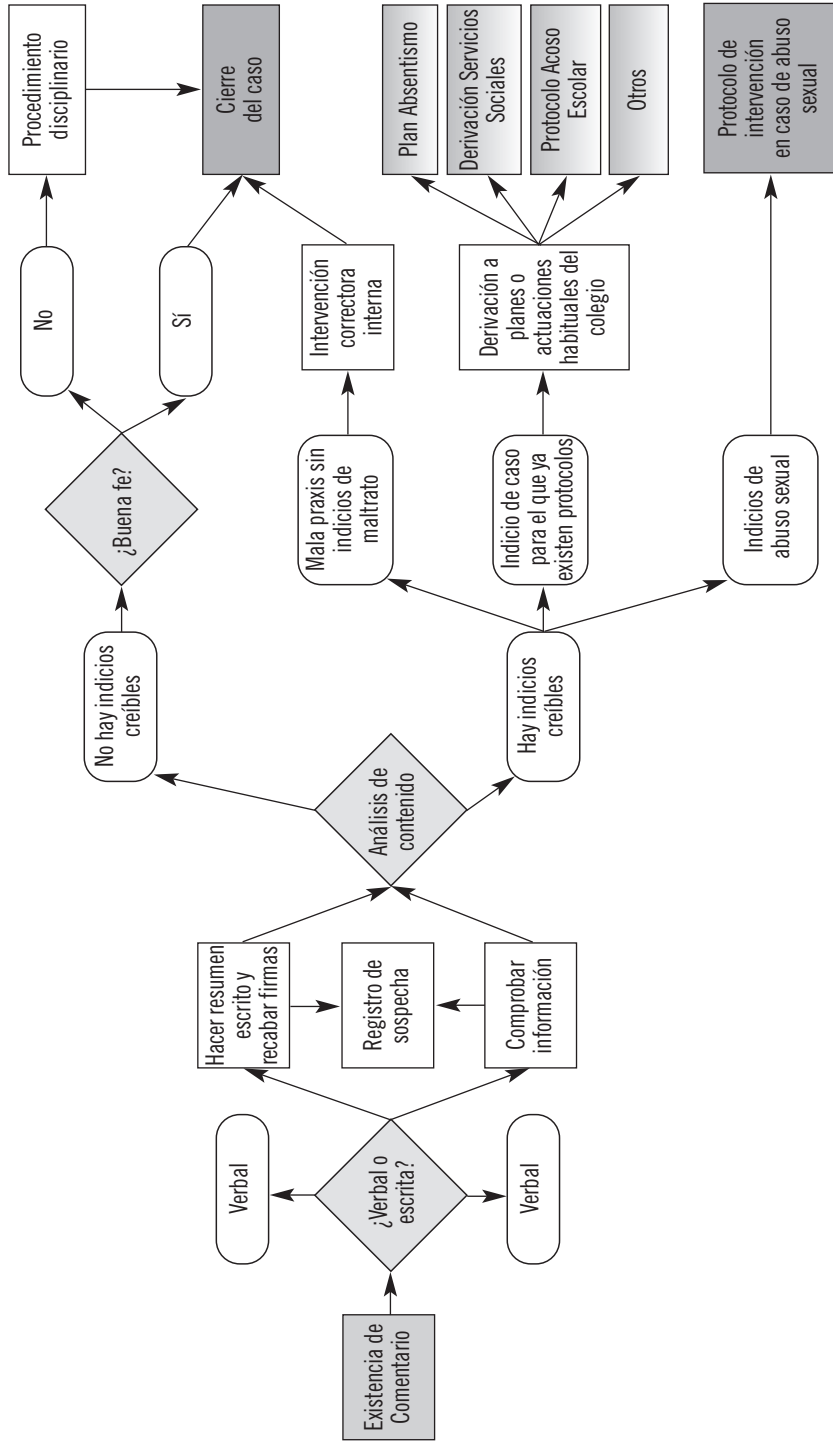 Existencia de
Comentario
¿Verbal o
escrita?
Verbal
Verbal
Hacer resumen
escrito y
recabar firmas
Registro de
sospecha
Comprobar
información
Análisis de
contenido
No hay indicios
creíbles
Hay indicios
creíbles
¿Buena fe?
No
Sí
Procedimiento
disciplinario
Cierre
del caso
Mala praxis sin
indicios de
maltrato
Intervención
correctora
interna
Indicio de caso
para el que ya
existen protocolos
Derivación a
planes o
actuaciones
habituales del
colegio
Plan Absentismo
Derivación Servicios
Sociales
Protocolo Acoso
Escolar
Otros
Indicios de
abuso sexual
Protocolo de
intervención
en caso de abuso
sexual